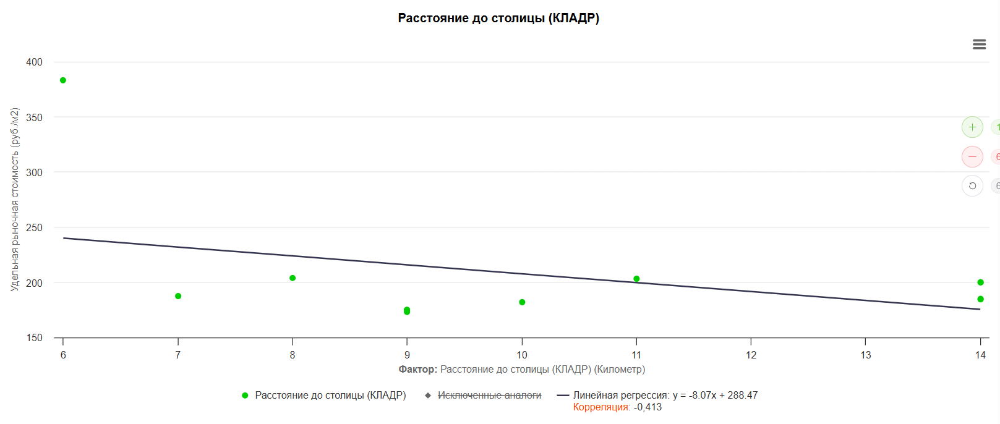 Расстояние до столицы (КЛАДР)
400
350
300
250
200
150
Удельная рыночная стоимость (руб./м2)
6 7 8 9 10 11 12 13 14
Фактор: Расстояние до столицы (КЛАДР) (Километр)
Расстояние до столицы (КЛАДР) Исключенные аналоги Линейная регрессия: y = -8.07x + 288.47
Корреляция: -0,413